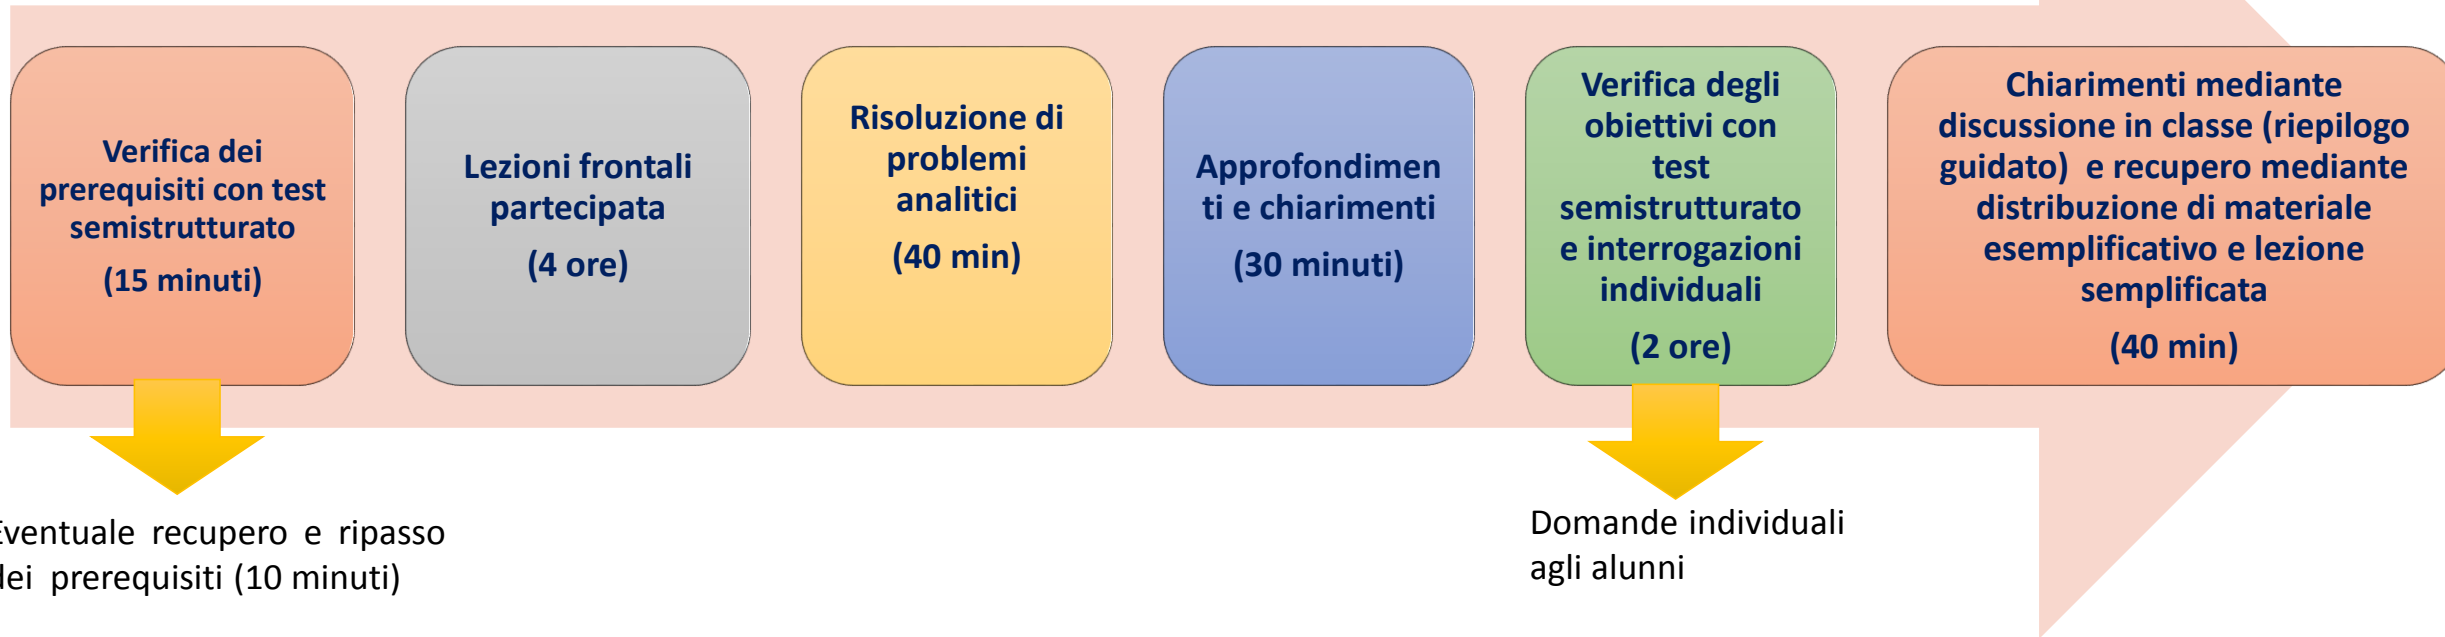 Verifica dei
prerequisiti con test
semistrutturato
(15 minuti)
Lezioni frontali
partecipata
(4 ore)
Risoluzione di
problemi
analitici
(40 min)
Approfondimen
ti e chiarimenti
(30 minuti)
Verifica degli
obiettivi con
test
semistrutturato
e interrogazioni
individuali
(2 ore)
Chiarimenti mediante
discussione in classe (riepilogo
guidato) e recupero mediante
distribuzione di materiale
esemplificativo e lezione
semplificata
(40 min)
Eventuale recupero e ripasso
dei prerequisiti (10 minuti)
Domande individuali
agli alunni